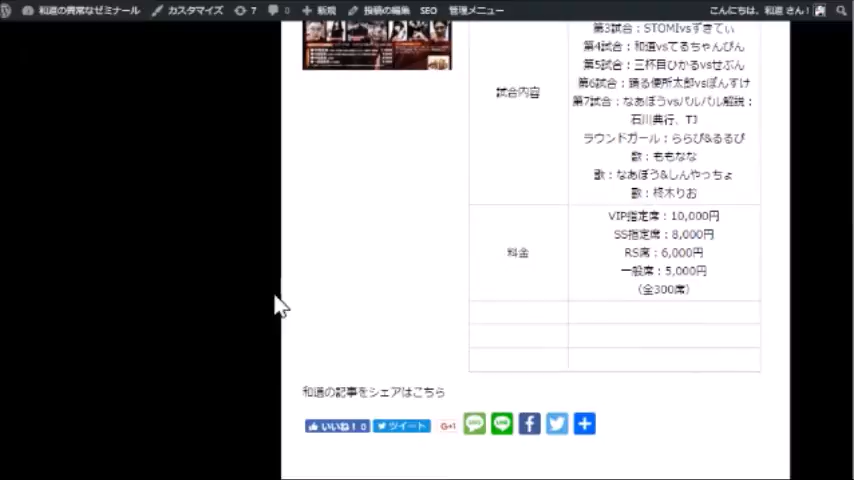 和道の異常なゼミナール カスタマイズ 7 0 新規 投稿の編集 SEO 管理メニュー こんにちは、和道 さん！
第3試合：STOMIvsずきてぃ
第4試合：和道vsてるちゃんぴん
第5試合：三杯目ひかるvsせぶん
第6試合：踊る便所太郎vsぽんすけ
第7試合：なあぼうvsバルバル解説：
石川典行、TJ
試合内容
ラウンドガール：ららぴ&るるぴ
歌：ももなな
歌：なあぼう&しんやっちょ
歌：柊木りお
料金
VIP指定席：10,000円
SS指定席：8,000円
RS席：6,000円
一般席：5,000円
（全300席）
和道の記事をシェアはこちら
いいね！ 0 ツイート G+1